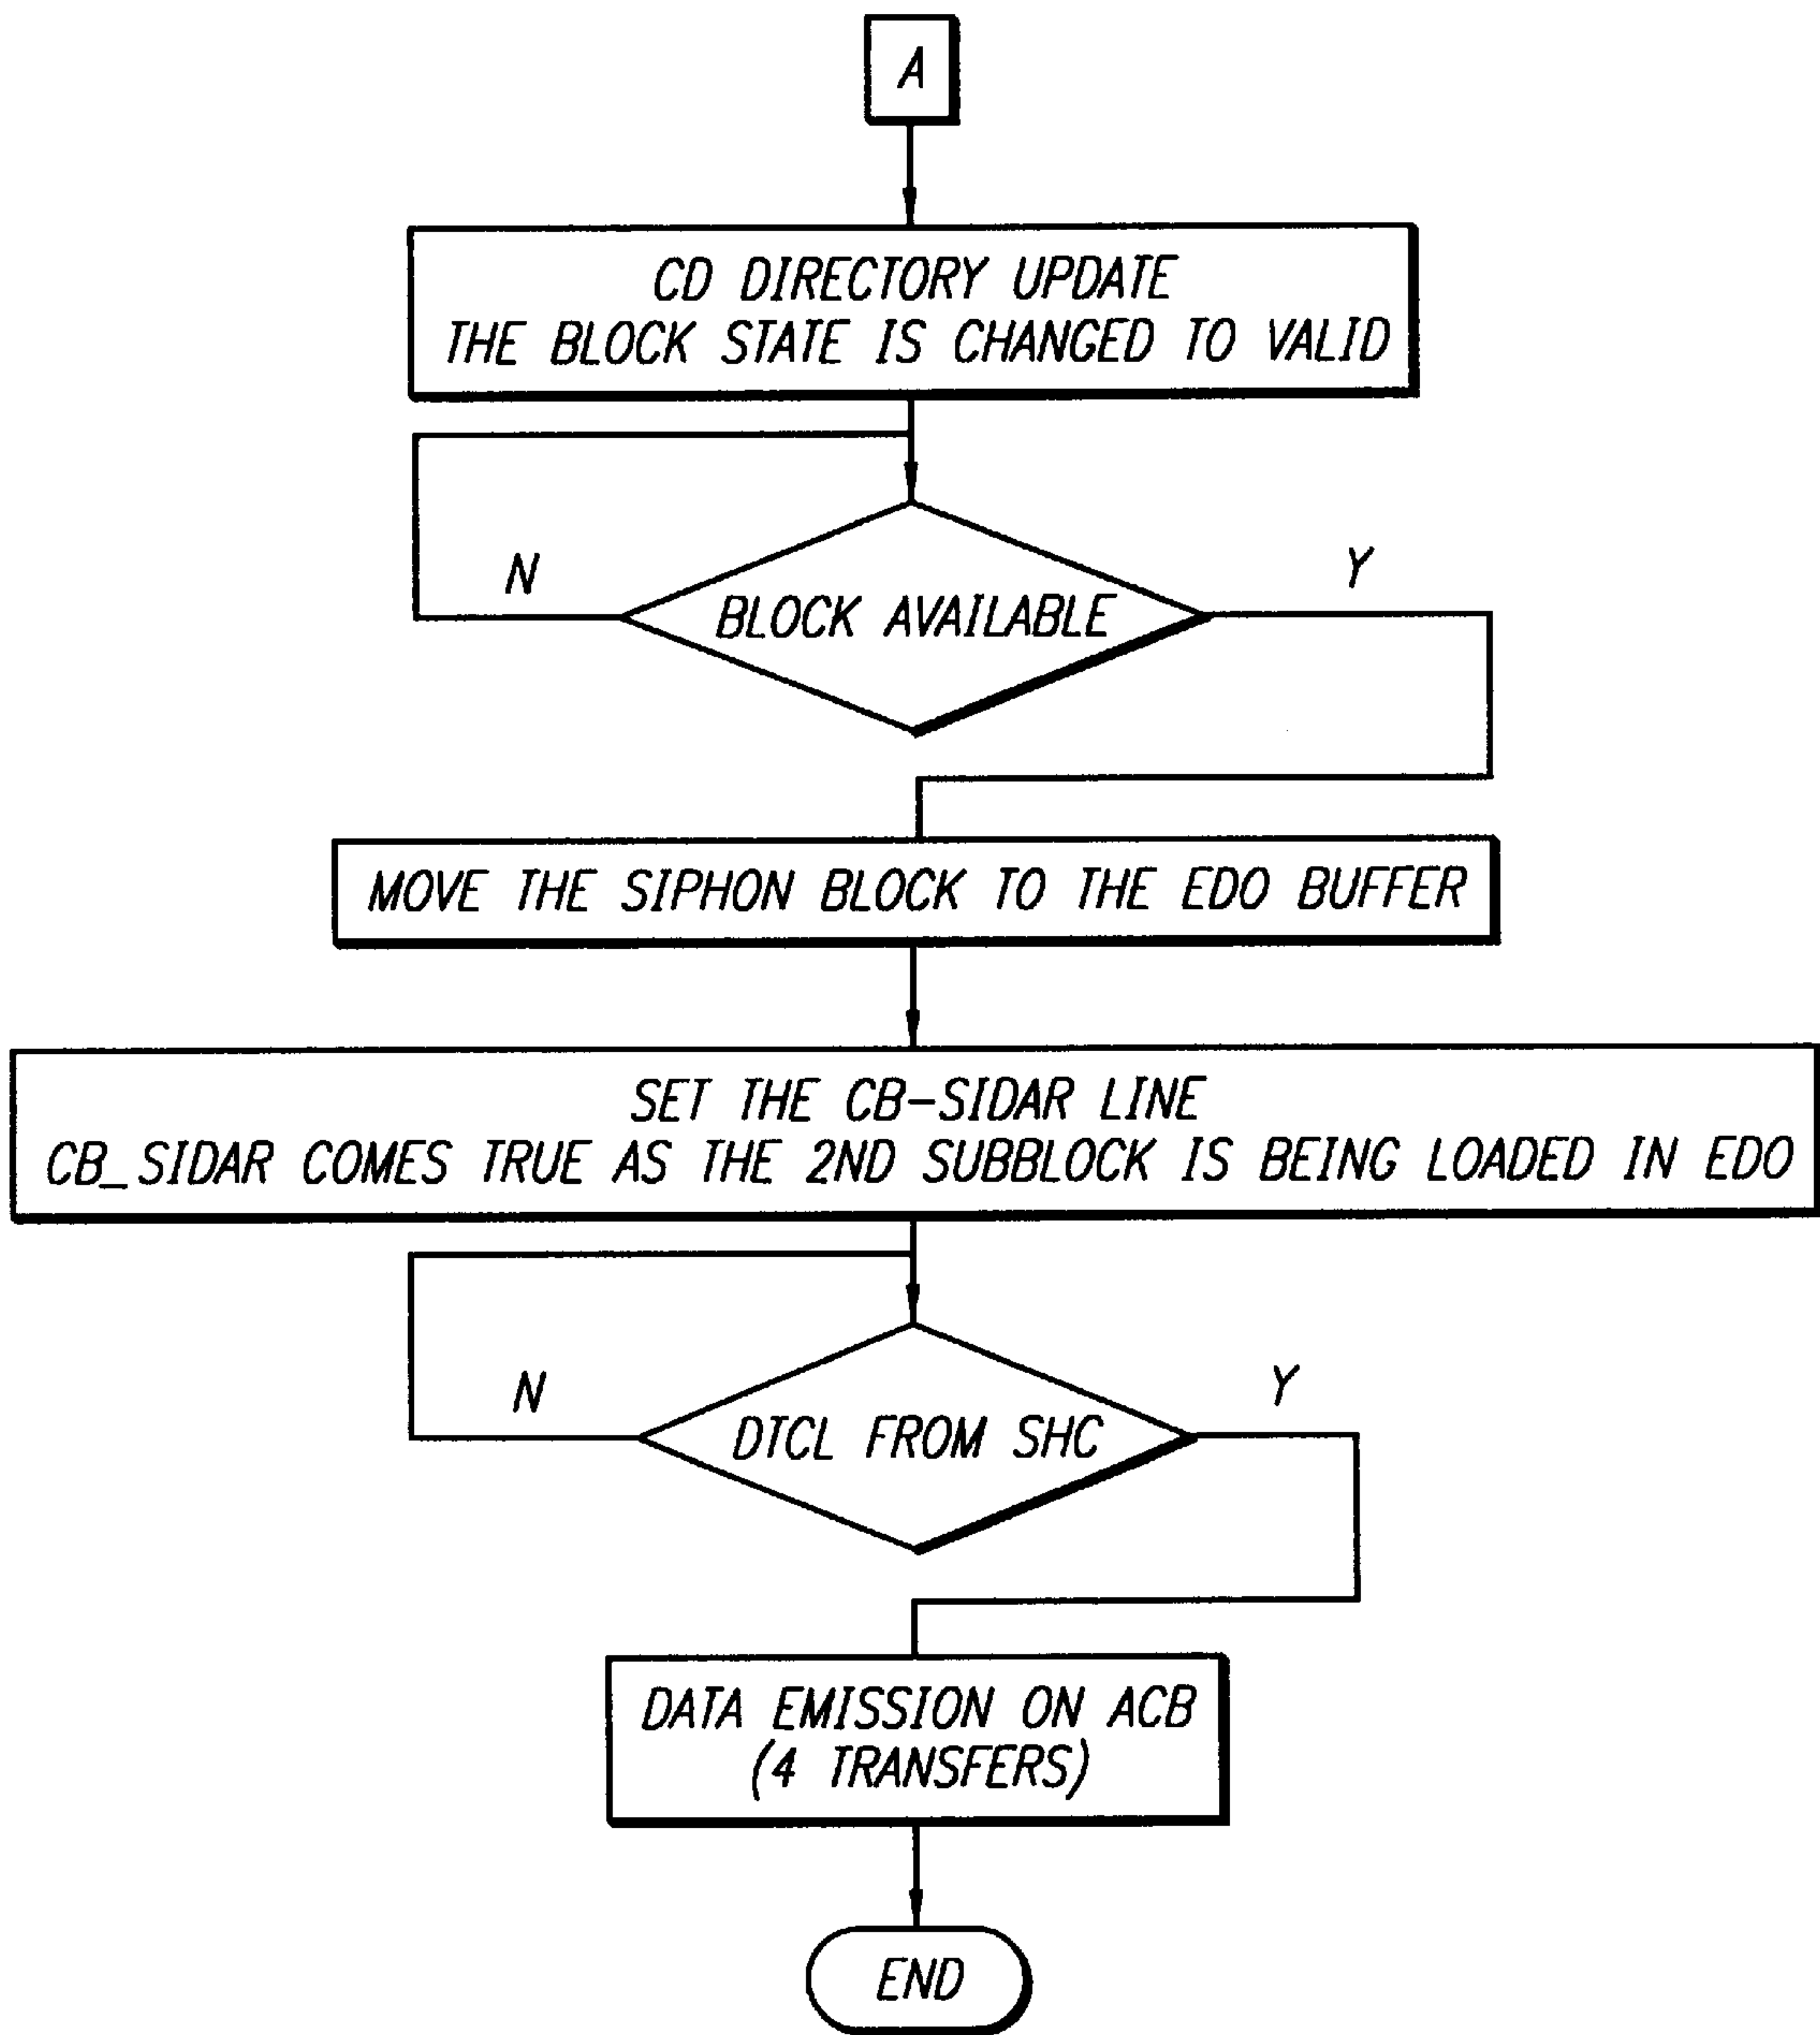 A
CD DIRECTORY UPDATE
THE BLOCK STATE IS CHANGED TO VALID
N
Y
BLOCK AVAILABLE
MOVE THE SIPHON BLOCK TO THE EDO BUFFER
SET THE CB-SIDAR LINE
CB_SIDAR COMES TRUE AS THE 2ND SUBBLOCK IS BEING LOADED IN EDO
N
Y
DTCL FROM SHC
DATA EMISSION ON ACB
(4 TRANSFERS)
END